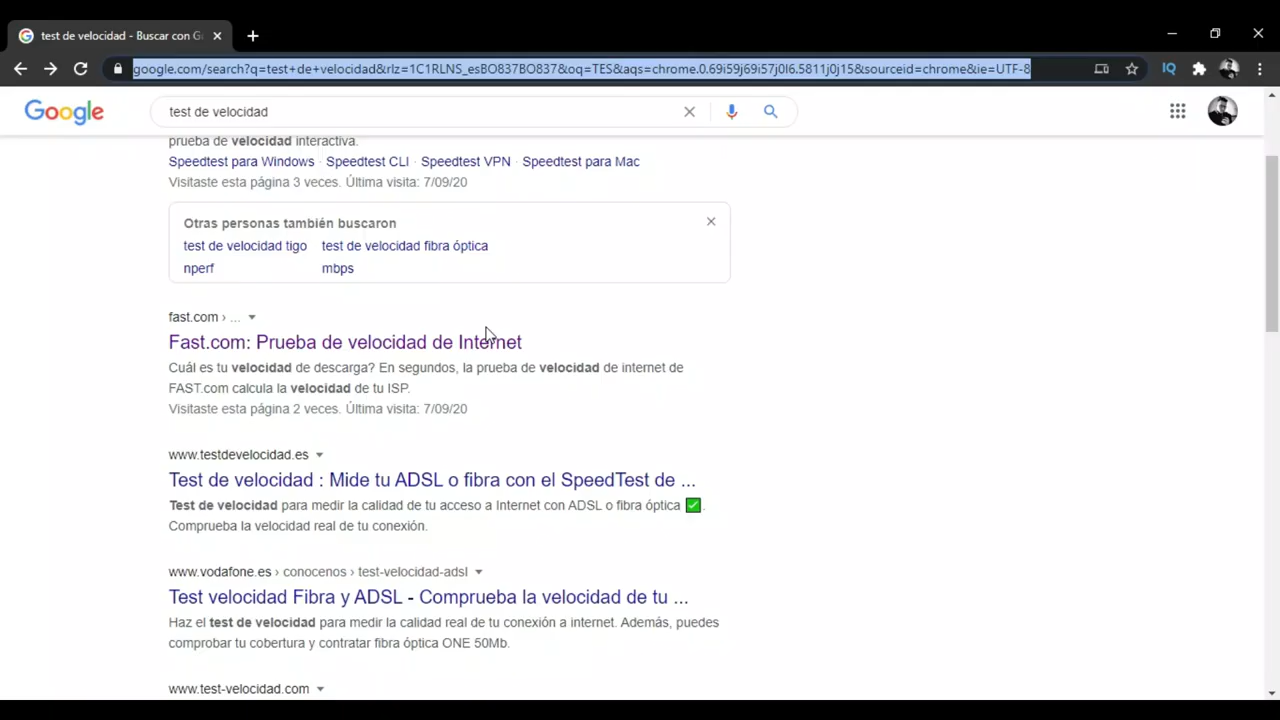 test de velocidad - Buscar con G
google.com/search?q=test+de+velocidad&rlz=1C1RLNS_esBO837BO837&oq=TES&aqs=chrome.0.69i59j69i57j0l6.5811j0j15&sourceid=chrome&ie=UTF-8
IQ
Google
test de velocidad
prueba de velocidad interactiva.
Speedtest para Windows · Speedtest CLI · Speedtest VPN · Speedtest para Mac
Visitaste esta página 3 veces. Última visita: 7/09/20
Otras personas también buscaron
test de velocidad tigo test de velocidad fibra óptica
nperf mbps
fast.com › ...
Fast.com: Prueba de velocidad de Internet
Cuál es tu velocidad de descarga? En segundos, la prueba de velocidad de internet de
FAST.com calcula la velocidad de tu ISP.
Visitaste esta página 2 veces. Última visita: 7/09/20
www.testdevelocidad.es
Test de velocidad : Mide tu ADSL o fibra con el SpeedTest de ...
Test de velocidad para medir la calidad de tu acceso a Internet con ADSL o fibra óptica ✅.
Comprueba la velocidad real de tu conexión.
www.vodafone.es › conocenos › test-velocidad-adsl
Test velocidad Fibra y ADSL - Comprueba la velocidad de tu ...
Haz el test de velocidad para medir la calidad real de tu conexión a internet. Además, puedes
comprobar tu cobertura y contratar fibra óptica ONE 50Mb.
www.test-velocidad.com